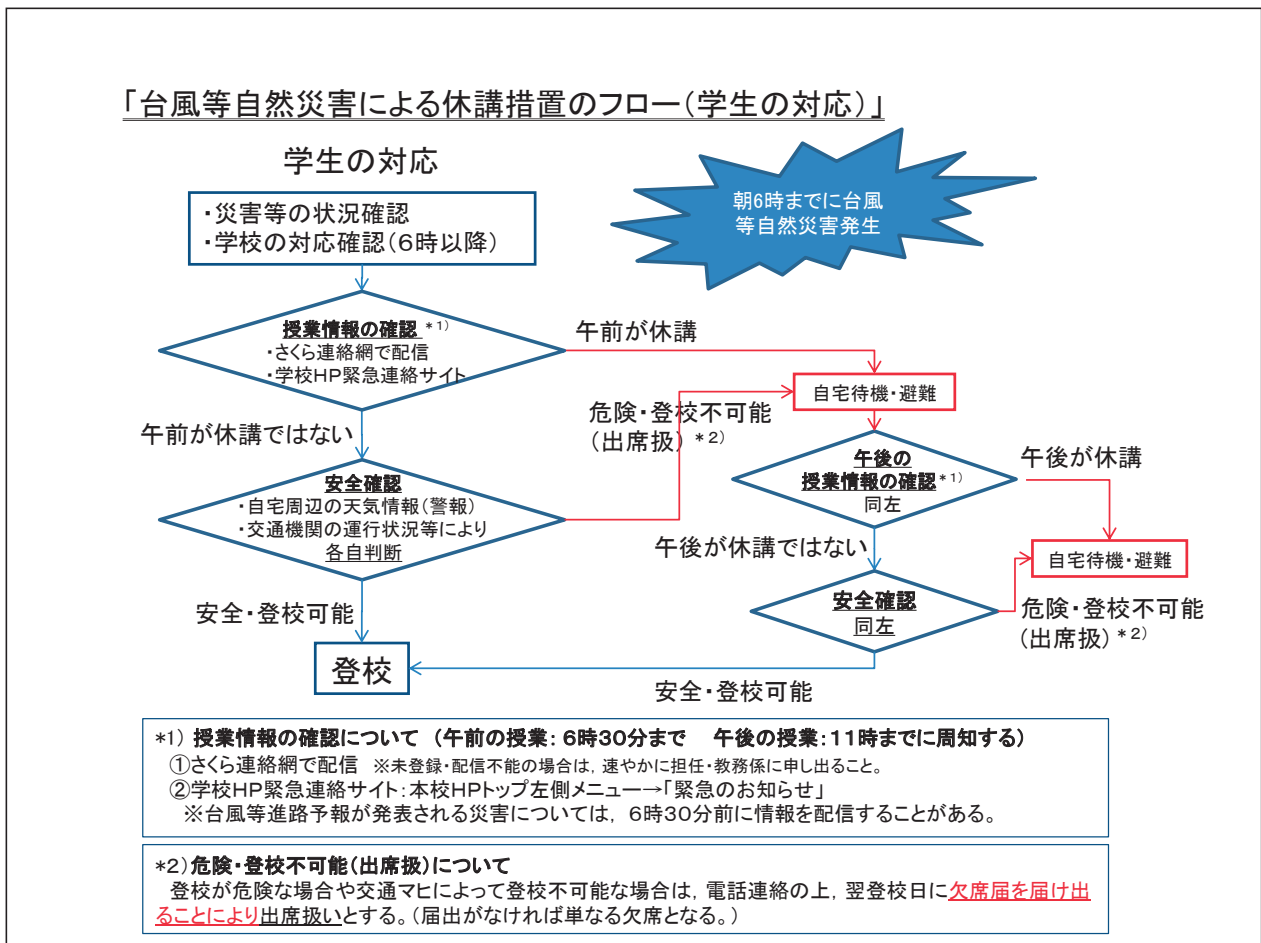 「台風等自然災害による休講措置のフロー(学生の対応)」
学生の対応
朝6時までに台風
等自然災害発生
・災害等の状況確認
・学校の対応確認(6時以降)
授業情報の確認 *1)
・さくら連絡網で配信
・学校HP緊急連絡サイト
午前が休講
自宅待機・避難
危険・登校不可能
(出席扱) *2)
午前が休講ではない
安全確認
・自宅周辺の天気情報(警報)
・交通機関の運行状況等により
各自判断
午後の
授業情報の確認*1)
同左
午後が休講
午後が休講ではない
自宅待機・避難
安全確認
同左
危険・登校不可能
(出席扱) *2)
安全・登校可能
登校
安全・登校可能
*1) 授業情報の確認について (午前の授業:6時30分まで 午後の授業:11時までに周知する)
①さくら連絡網で配信 ※未登録・配信不能の場合は,速やかに担任・教務係に申し出ること。
②学校HP緊急連絡サイト:本校HPトップ左側メニュー→「緊急のお知らせ」
※台風等進路予報が発表される災害については, 6時30分前に情報を配信することがある。
*2)危険・登校不可能(出席扱)について
登校が危険な場合や交通マヒによって登校不可能な場合は,電話連絡の上,翌登校日に欠席届を届け出
ることにより出席扱いとする。(届出がなければ単なる欠席となる。)